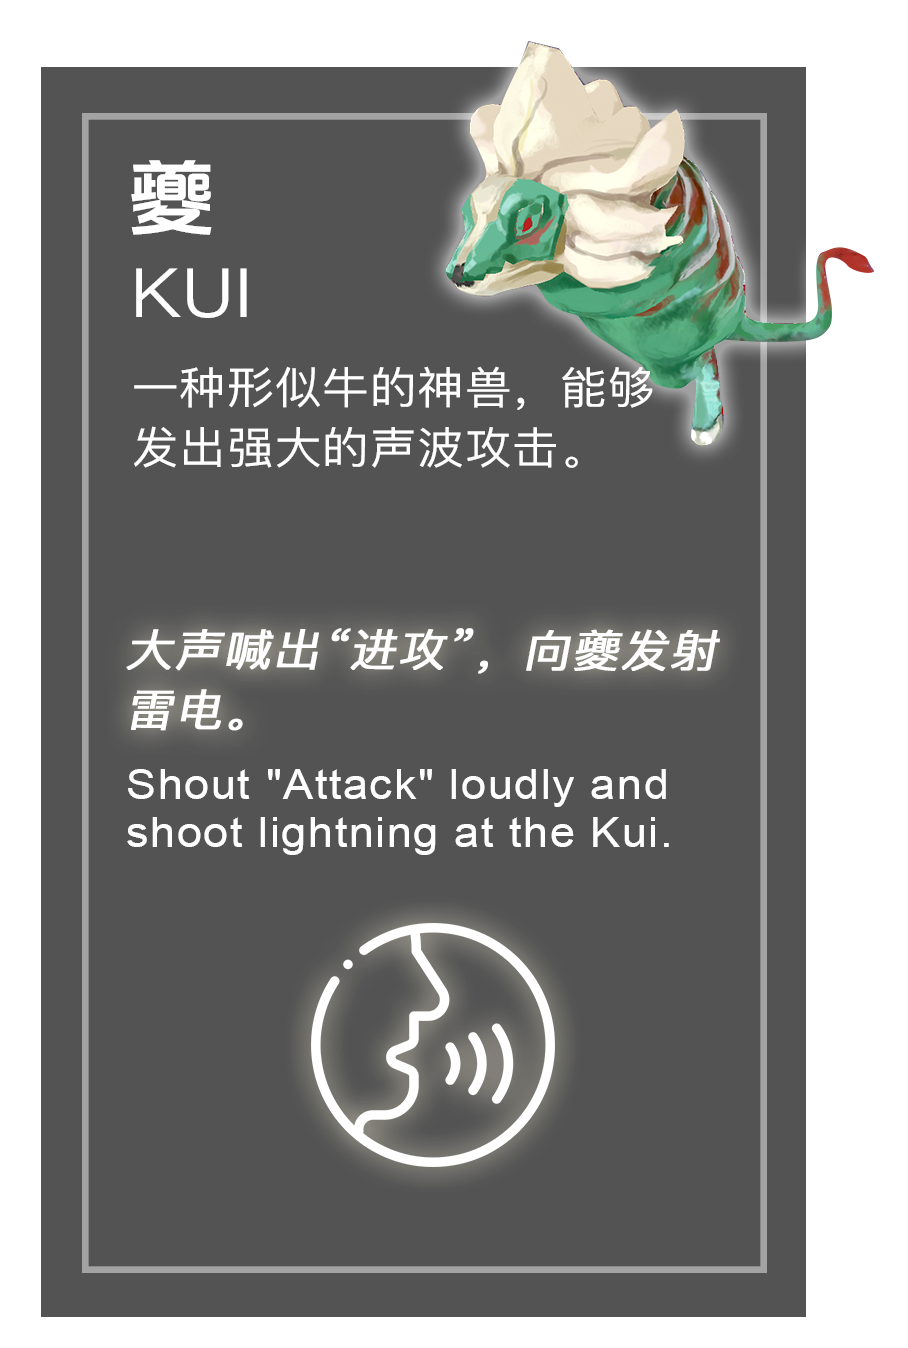 夔
KUI
一种形似牛的神兽，能够
发出强大的声波攻击。
大声喊出“进攻”，向夔发射
雷电。
Shout "Attack" loudly and
shoot lightning at the Kui.